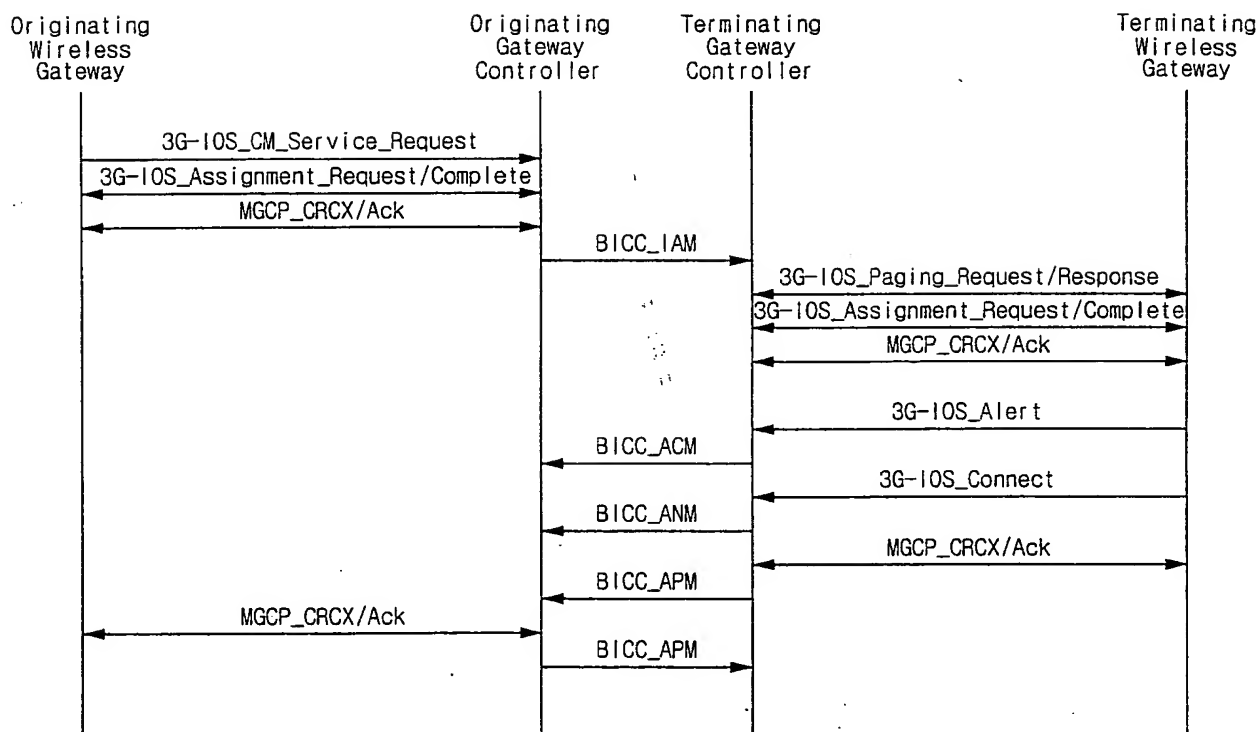 Originating
Wireless
Gateway
Originating
Gateway
Controller
Terminating
Gateway
Controller
Terminating
Wireless
Gateway
3G-IOS_CM_Service_Request
3G-IOS_Assignment_Request/Complete
MGCP_CRCX/Ack
BICC_IAM
3G-IOS_Paging_Request/Response
3G-IOS_Assignment_Request/Complete
MGCP_CRCX/Ack
3G-IOS_Alert
BICC_ACM
3G-IOS_Connect
BICC_ANM
MGCP_CRCX/Ack
BICC_APM
MGCP_CRCX/Ack
BICC_APM